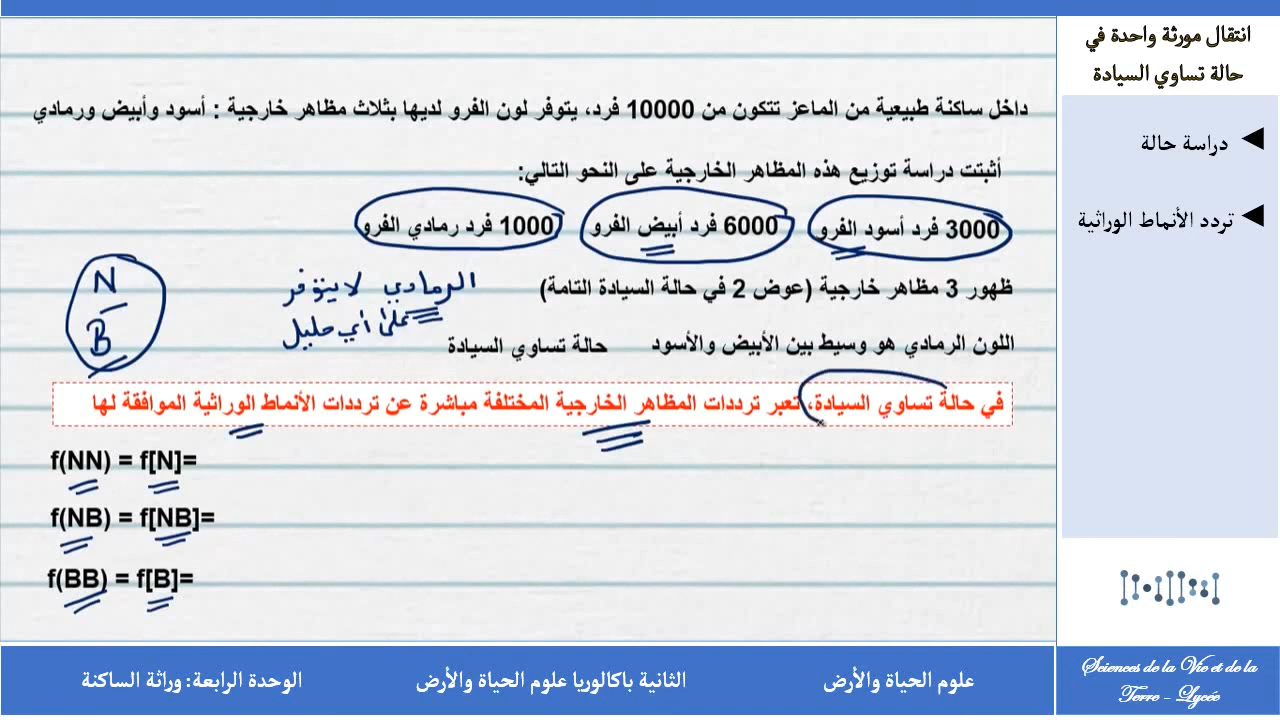 انتقال مورثة واحدة في
حالة تساوي السيادة
دراسة حالة
تردد الأنماط الوراثية
داخل ساكنة طبيعية من الماعز تتكون من 10000 فرد، يتوفر لون الفرو لديها بثلاث مظاهر خارجية : أسود وأبيض ورمادي
أثبتت دراسة توزيع هذه المظاهر الخارجية على النحو التالي:
3000 فرد أسود الفرو 6000 فرد أبيض الفرو 1000 فرد رمادي الفرو
ظهور 3 مظاهر خارجية (عوض 2 في حالة السيادة التامة)
الرمادي لا يتوفر
على أي حليل
N
B
اللون الرمادي هو وسيط بين الأبيض والأسود حالة تساوي السيادة
في حالة تساوي السيادة، تعبر ترددات المظاهر الخارجية المختلفة مباشرة عن ترددات الأنماط الوراثية الموافقة لها
f(NN) = f[N]=
f(NB) = f[NB]=
f(BB) = f[B]=
علوم الحياة والأرض الثانية باكالوريا علوم الحياة والأرض الوحدة الرابعة: وراثة الساكنة
Sciences de la Vie et de la
Terre – Lycée